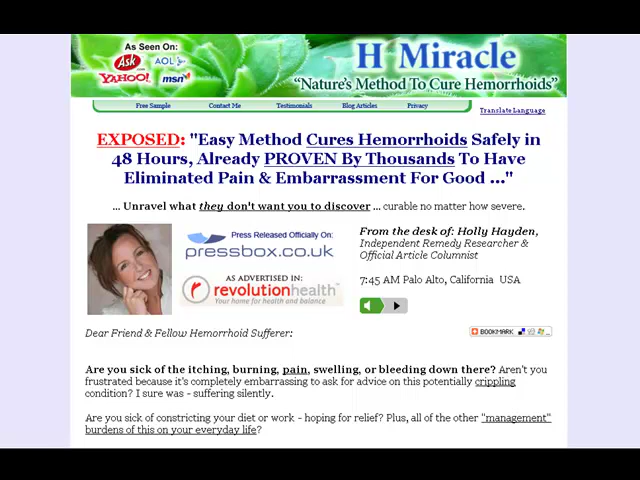 As Seen On:
Ask
AOL
YAHOO!
msn
H Miracle
"Nature's Method To Cure Hemorrhoids"
Free Sample Contact Me Testimonials Blog Articles Privacy
Translate Language
EXPOSED: "Easy Method Cures Hemorrhoids Safely in
48 Hours, Already PROVEN By Thousands To Have
Eliminated Pain & Embarrassment For Good ..."
... Unravel what they don't want you to discover ... curable no matter how severe.
Press Released Officially On:
pressbox.co.uk
AS ADVERTISED IN:
revolutionhealth™
Your home for health and balance
From the desk of: Holly Hayden,
Independent Remedy Researcher &
Official Article Columnist
7:45 AM Palo Alto, California USA
Dear Friend & Fellow Hemorrhoid Sufferer:
BOOKMARK
Are you sick of the itching, burning, pain, swelling, or bleeding down there? Aren't you
frustrated because it's completely embarrassing to ask for advice on this potentially crippling
condition? I sure was - suffering silently.
Are you sick of constricting your diet or work - hoping for relief? Plus, all of the other "management"
burdens of this on your everyday life?